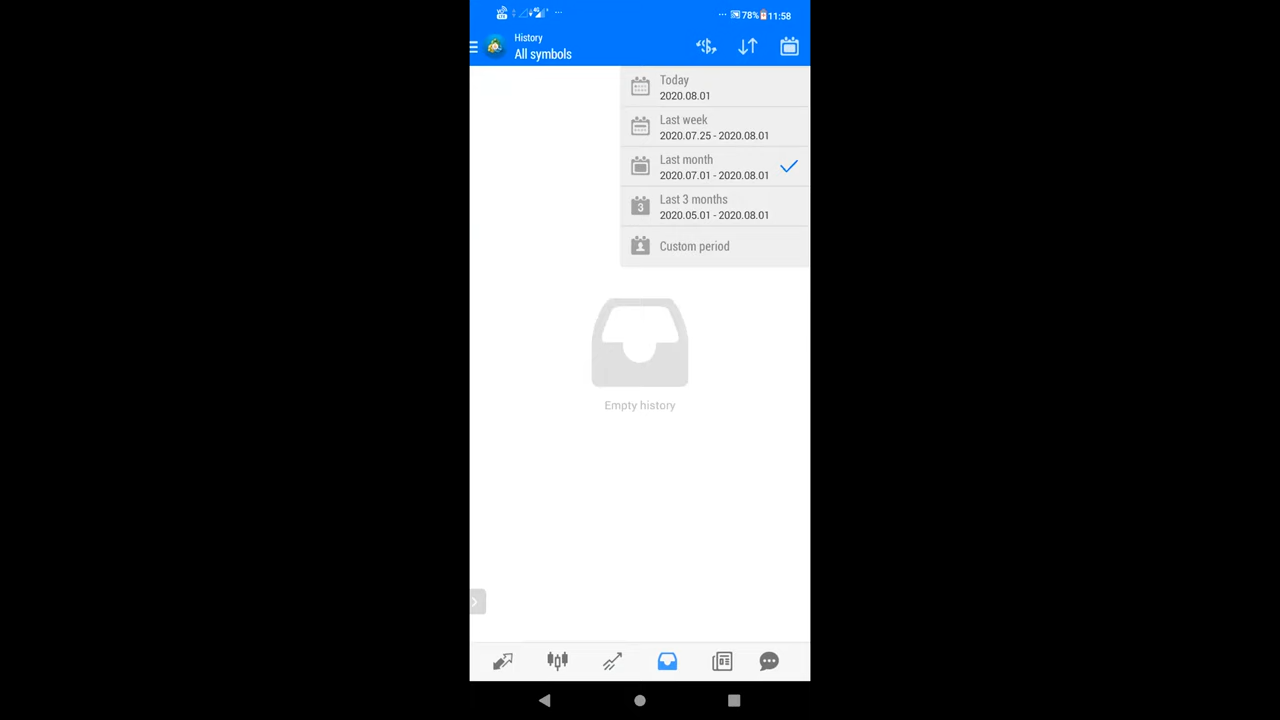 78% 11:58
History
All symbols
Today
2020.08.01
Last week
2020.07.25 - 2020.08.01
Last month
2020.07.01 - 2020.08.01
3
Last 3 months
2020.05.01 - 2020.08.01
Custom period
Empty history